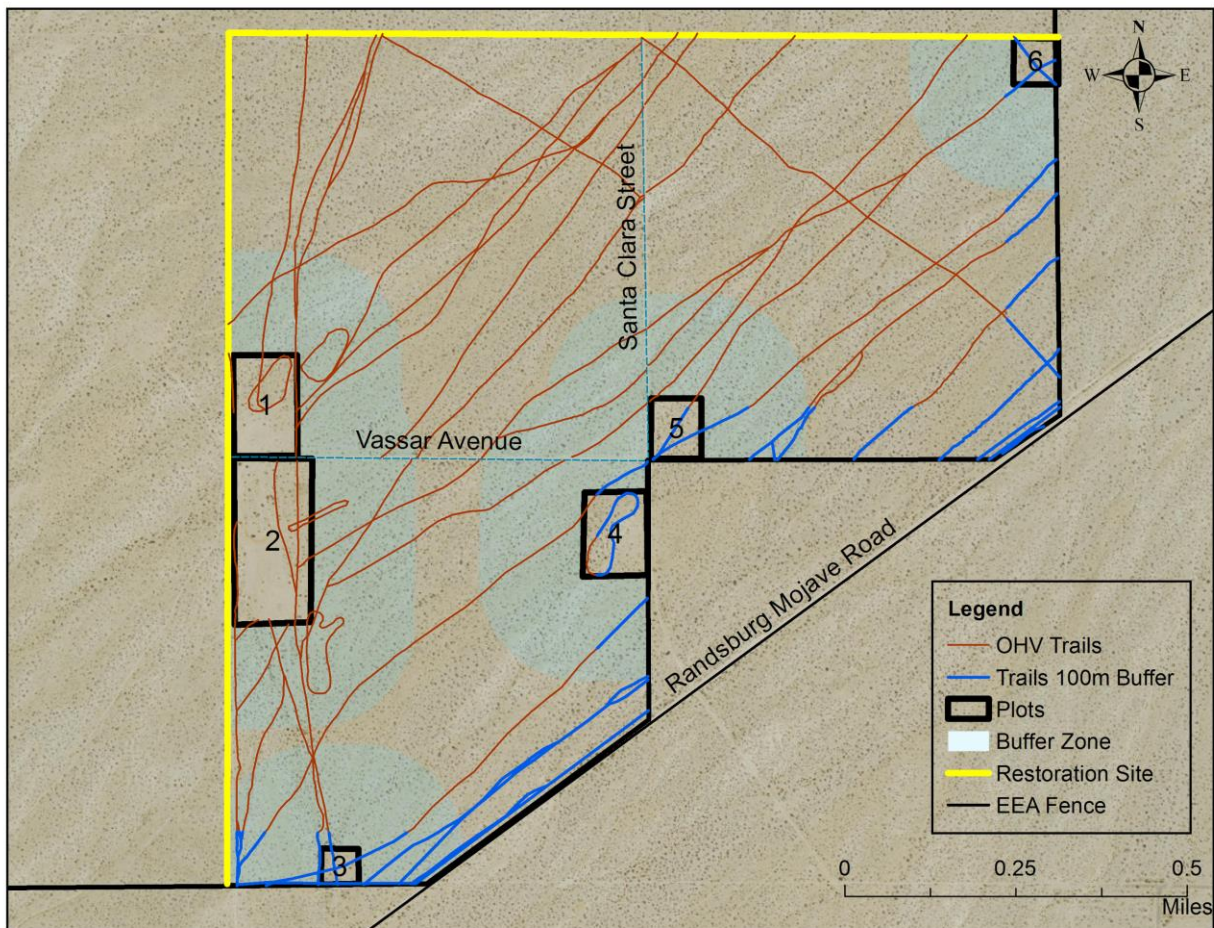 N
W E
S
6
Santa Clara Street
1
5
Vassar Avenue
2
4
3
Randsburg Mojave Road
Legend
OHV Trails
Trails 100m Buffer
Plots
Buffer Zone
Restoration Site
EEA Fence
0 0.25 0.5
Miles